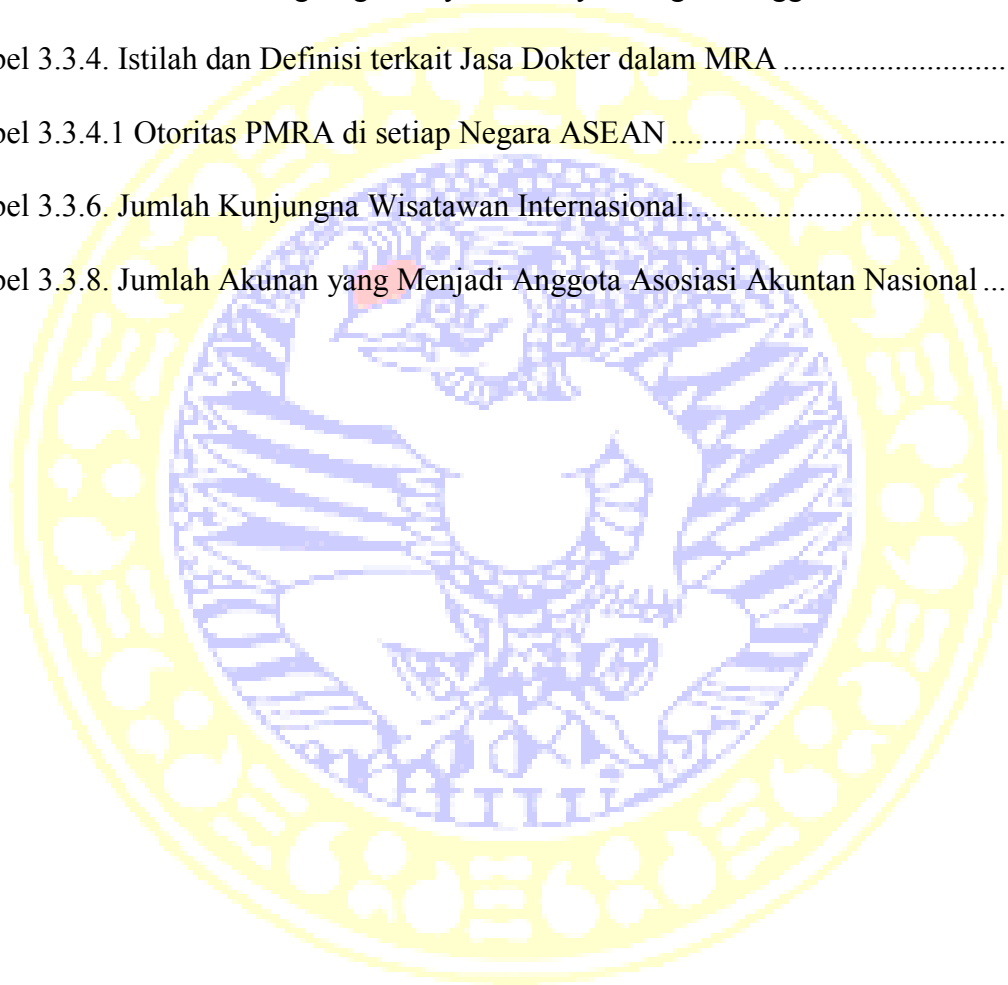 bel 3.3.4. Istilah dan Definisi terkait Jasa Dokter dalam MRA ............................
bel 3.3.4.1 Otoritas PMRA di setiap Negara ASEAN ..........................................
bel 3.3.6. Jumlah Kunjungna Wisatawan Internasional ........................................
bel 3.3.8. Jumlah Akunan yang Menjadi Anggota Asosiasi Akuntan Nasional ...